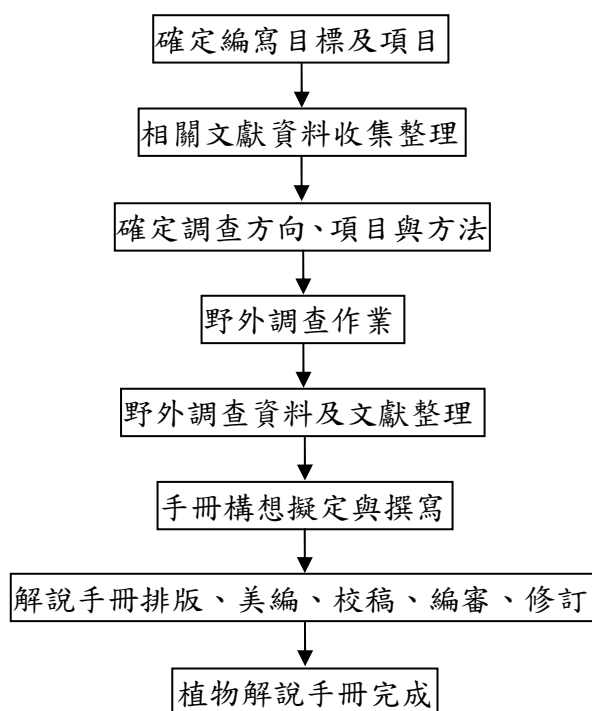 確定編寫目標及項目
相關文獻資料收集整理
確定調查方向、項目與方法
野外調查作業
野外調查資料及文獻整理
手冊構想擬定與撰寫
解說手冊排版、美編、校稿、編審、修訂
植物解說手冊完成